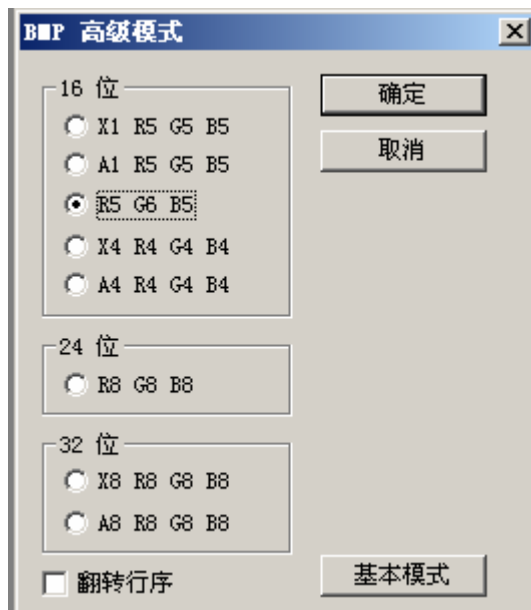 BMP 高级模式
16 位
X1 R5 G5 B5
A1 R5 G5 B5
R5 G6 B5
X4 R4 G4 B4
A4 R4 G4 B4
24 位
R8 G8 B8
32 位
X8 R8 G8 B8
A8 R8 G8 B8
翻转行序
确定
取消
基本模式